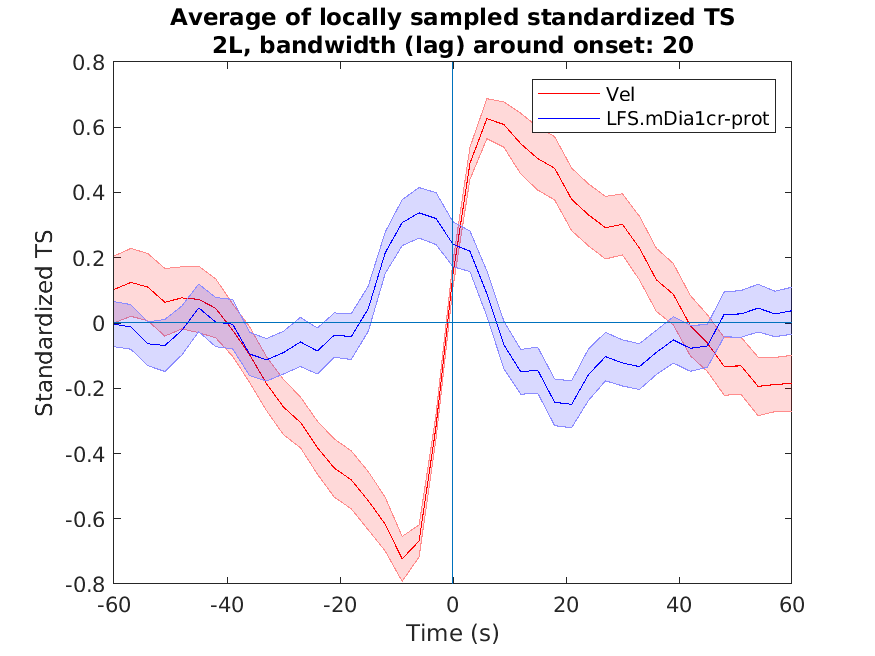 Average of locally sampled standardized TS
2L, bandwidth (lag) around onset: 20
Vel
LFS.mDia1cr-prot
0.8
0.6
0.4
0.2
0
-0.2
-0.4
-0.6
-0.8
Standardized TS
-60
-40
-20
0
20
40
60
Time (s)